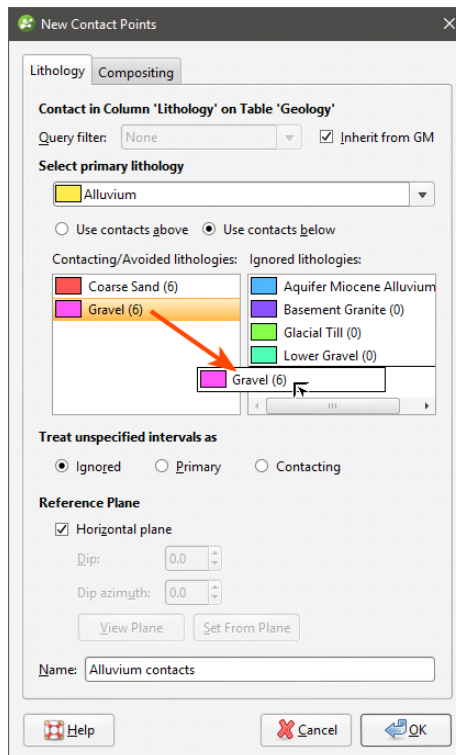 New Contact Points
Lithology Compositing
Contact in Column 'Lithology' on Table 'Geology'
Query filter: None Inherit from GM
Select primary lithology
Alluvium
Use contacts above Use contacts below
Contacting/Avoided lithologies: Ignored lithologies:
Coarse Sand (6) Aquifer Miocene Alluvium
Gravel (6) Basement Granite (0)
Glacial Till (0)
Lower Gravel (0)
Gravel (6)
Treat unspecified intervals as
Ignored Primary Contacting
Reference Plane
Horizontal plane
Dip: 0.0
Dip azimuth: 0.0
View Plane Set From Plane
Name: Alluvium contacts
Help Cancel OK